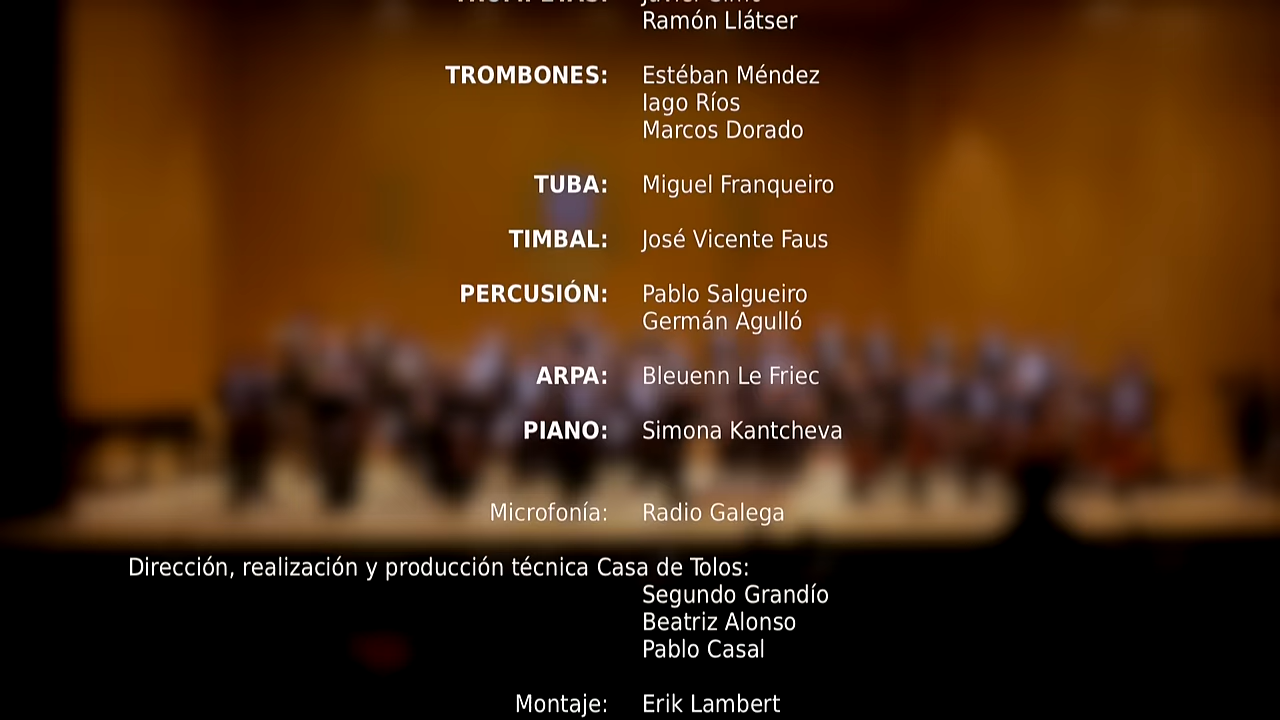 Ramón Llátser
TROMBONES: Estéban Méndez
Iago Ríos
Marcos Dorado
TUBA: Miguel Franqueiro
TIMBAL: José Vicente Faus
PERCUSIÓN: Pablo Salgueiro
Germán Agulló
ARPA: Bleuenn Le Friec
PIANO: Simona Kantcheva
Microfonía: Radio Galega
Dirección, realización y producción técnica Casa de Tolos:
Segundo Grandío
Beatriz Alonso
Pablo Casal
Montaje: Erik Lambert